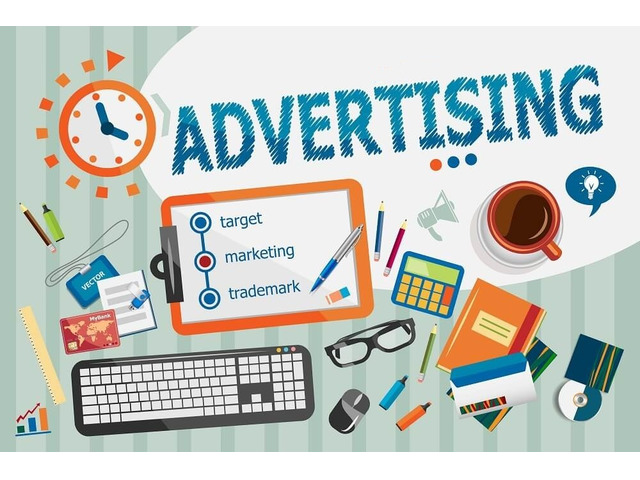 ADVERTISING
target
marketing
trademark
VECTOR
MyBank